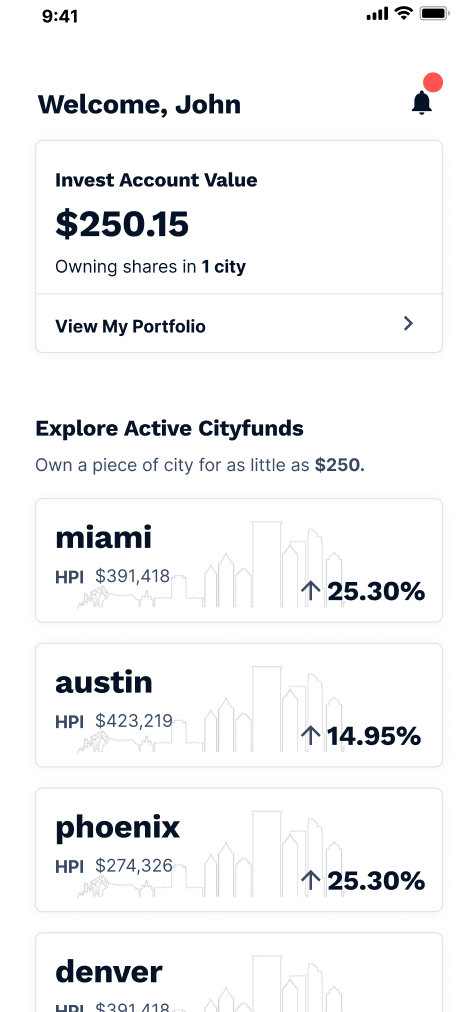 9:41
Welcome, John
Invest Account Value
$250.15
Owning shares in 1 city
View My Portfolio
Explore Active Cityfunds
Own a piece of city for as little as $250.
miami
HPI $391,418
25.30%
austin
HPI $423,219
14.95%
phoenix
HPI $274,326
25.30%
denver
HPI $391,418